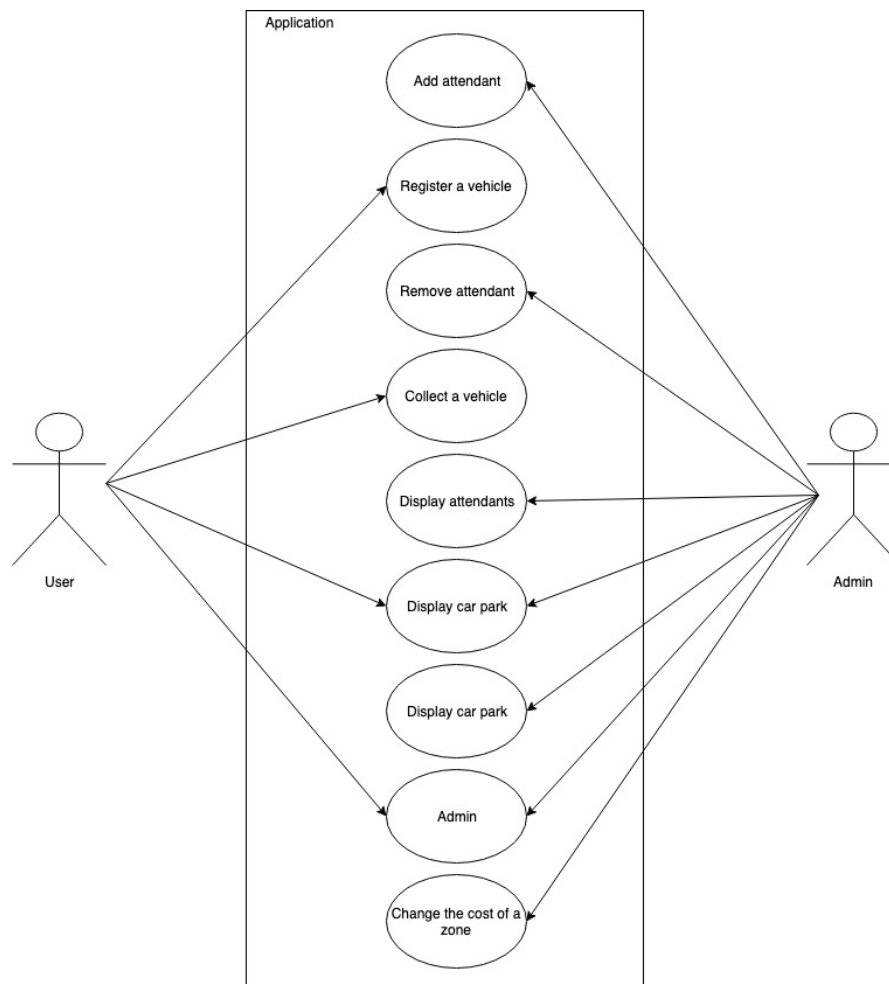 Application
Add attendant
Register a vehicle
Remove attendant
Collect a vehicle
Display attendants
User
Admin
Display car park
Display car park
Admin
Change the cost of a
zone